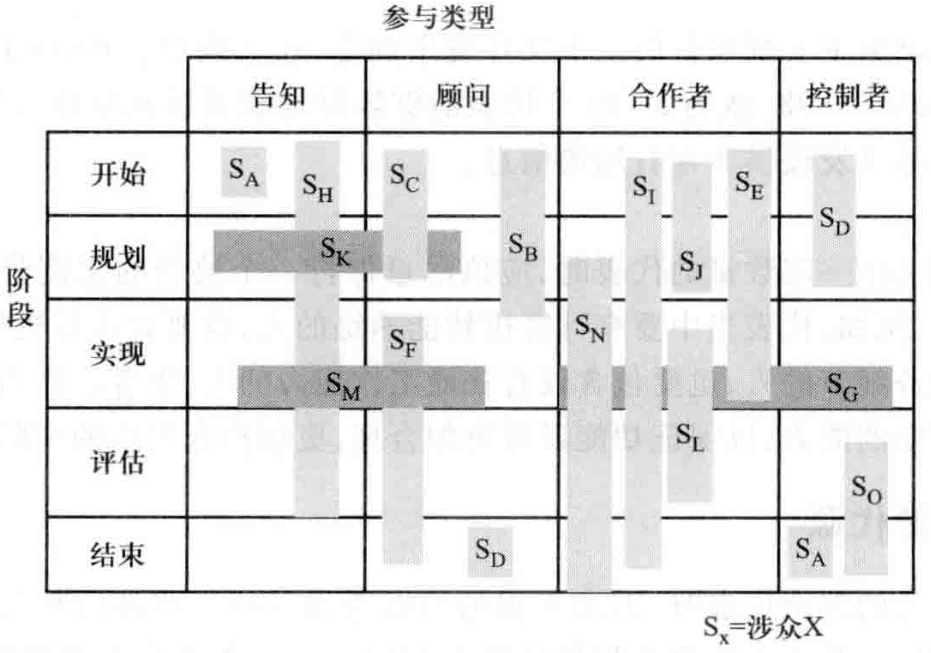 参与类型
告知 顾问 合作者 控制者
开始 S_A S_H S_C S_I S_E S_D
规划 S_K S_B S_J
阶段
实现 S_F S_N
S_M S_G
评估 S_L S_O
结束 S_D S_A
S_x=涉众X